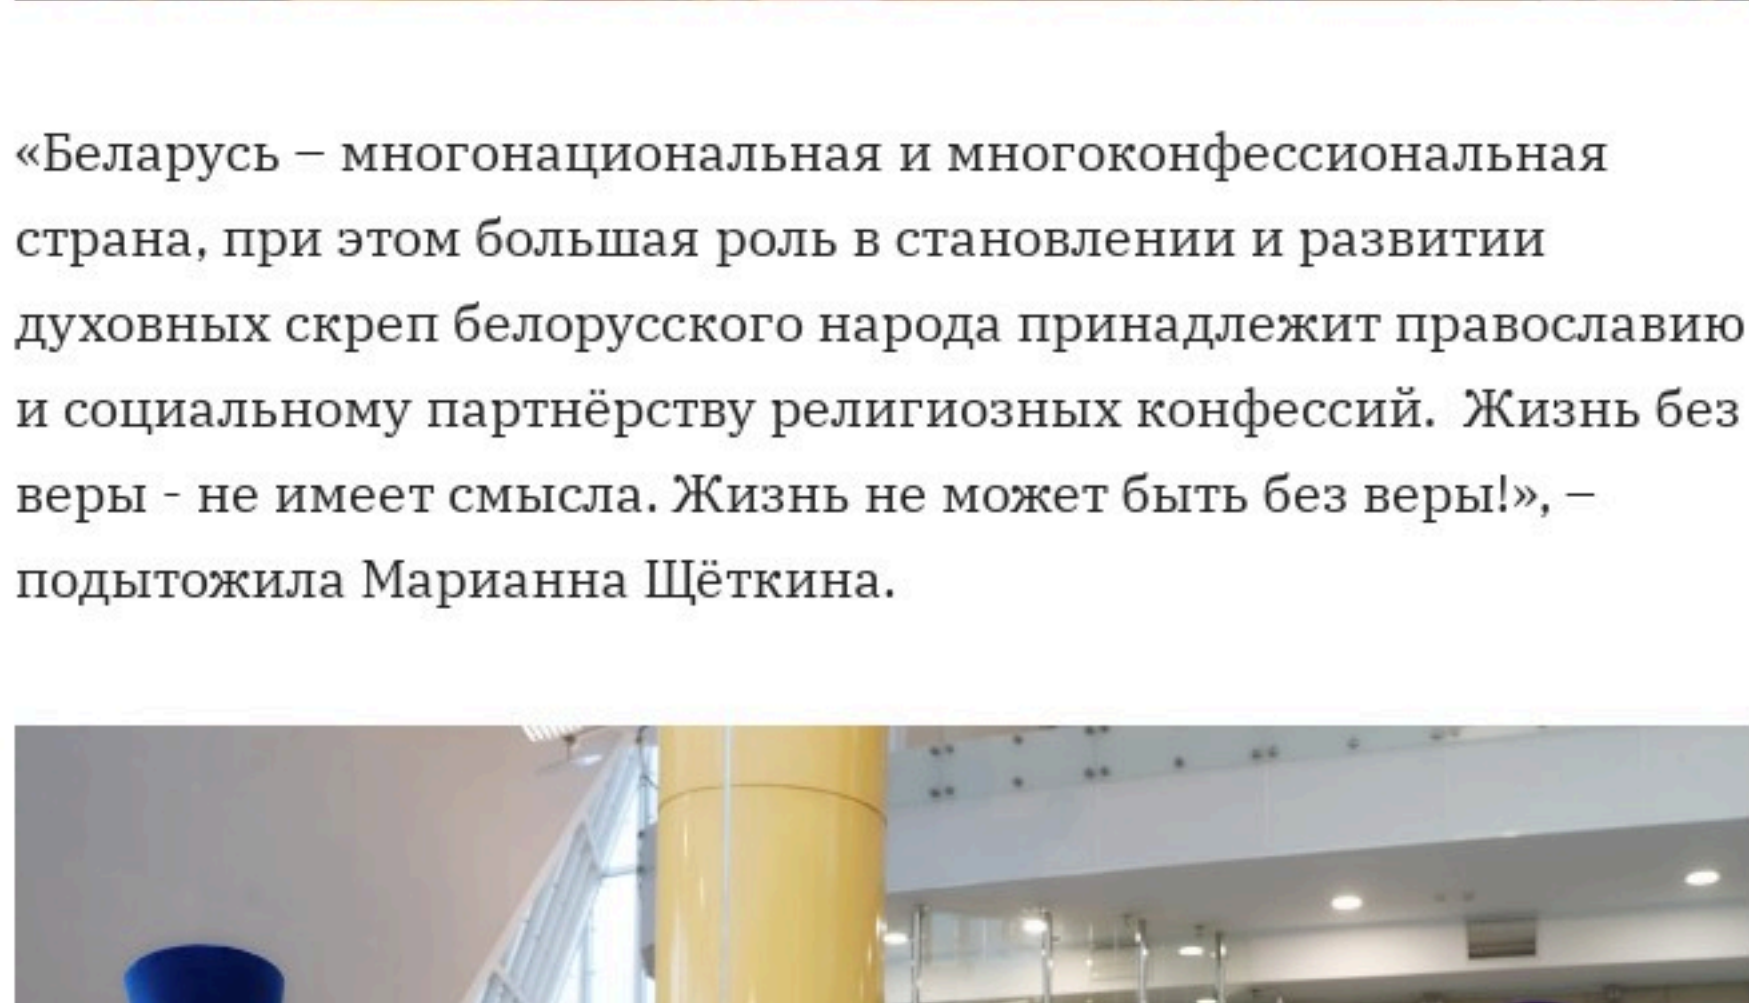 «Беларусь – многонациональная и многоконфессиональная
страна, при этом большая роль в становлении и развитии
духовных скреп белорусского народа принадлежит православию
и социальному партнёрству религиозных конфессий.  Жизнь без
веры - не имеет смысла. Жизнь не может быть без веры!», –
подытожила Марианна Щёткина.